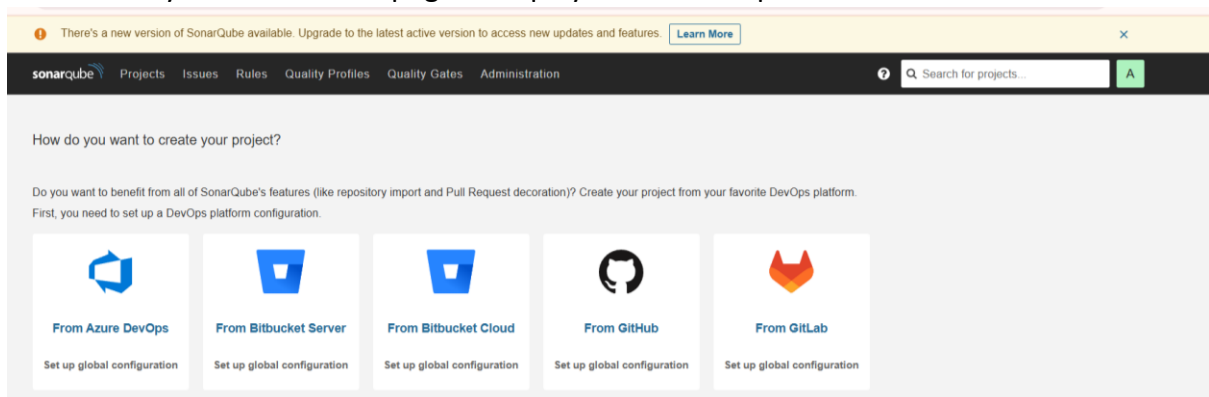 There's a new version of SonarQube available. Upgrade to the latest active version to access new updates and features. Learn More
sonarqube Projects Issues Rules Quality Profiles Quality Gates Administration Search for projects... A
How do you want to create your project?
Do you want to benefit from all of SonarQube's features (like repository import and Pull Request decoration)? Create your project from your favorite DevOps platform.
First, you need to set up a DevOps platform configuration.
From Azure DevOps From Bitbucket Server From Bitbucket Cloud From GitHub From GitLab
Set up global configuration Set up global configuration Set up global configuration Set up global configuration Set up global configuration